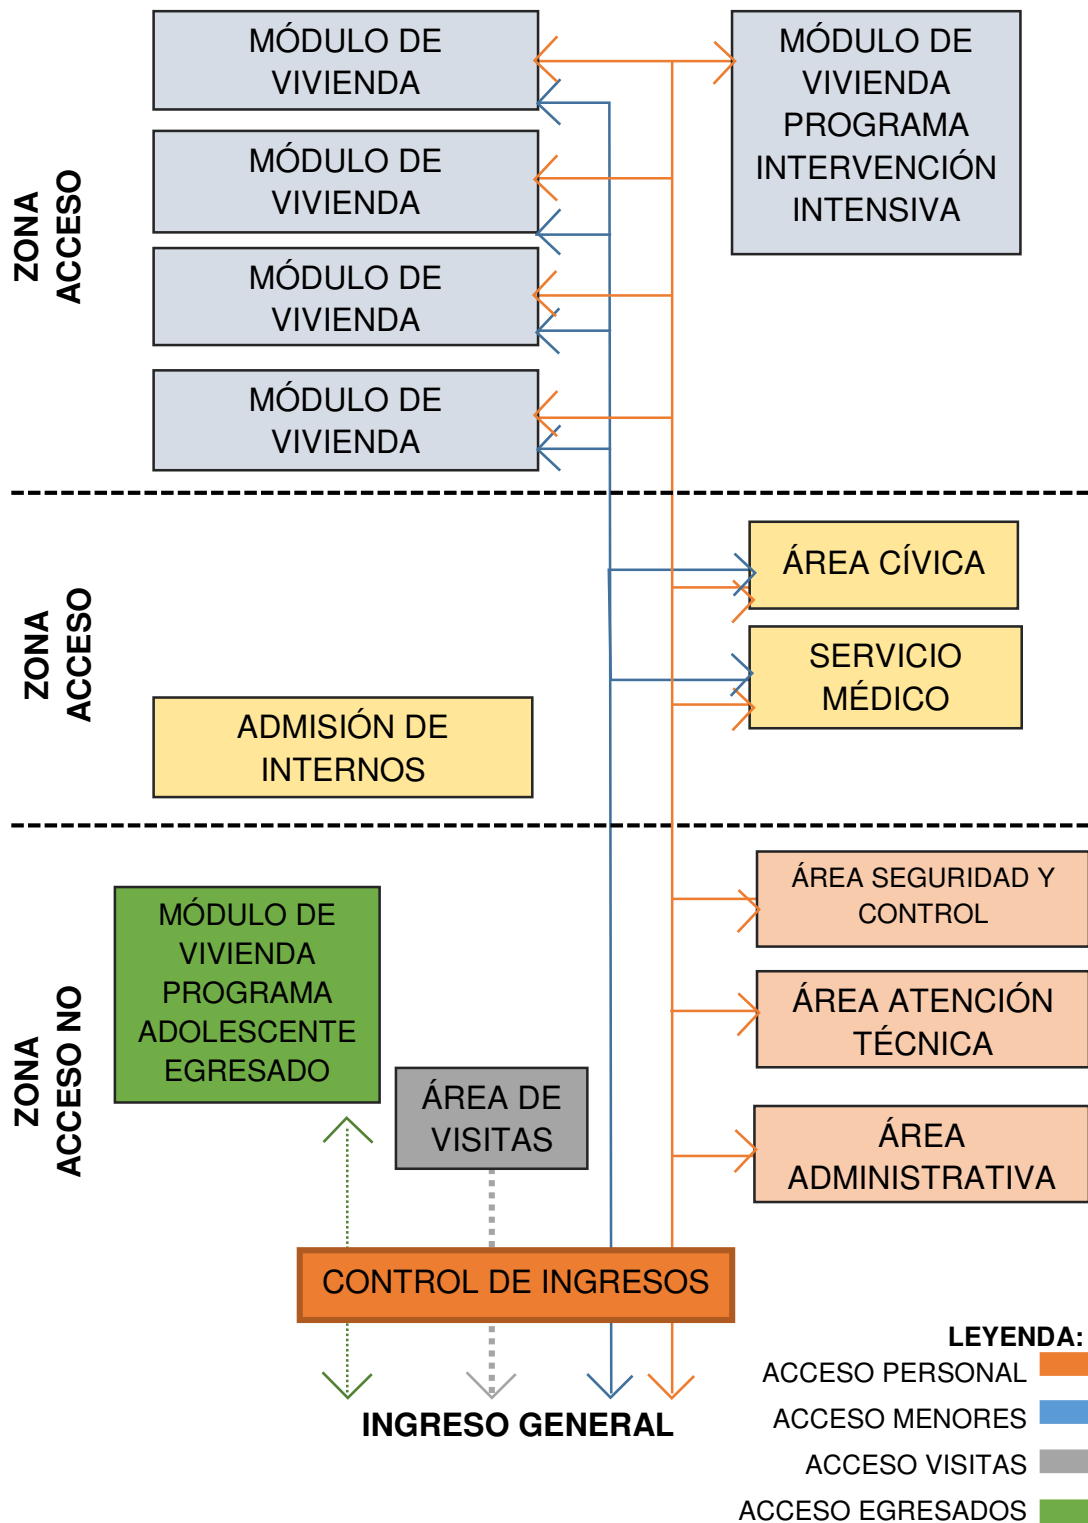 MÓDULO DE
VIVIENDA
MÓDULO DE
VIVIENDA
PROGRAMA
INTERVENCIÓN
INTENSIVA
MÓDULO DE
VIVIENDA
MÓDULO DE
VIVIENDA
MÓDULO DE
VIVIENDA
ZONA
ACCESO
ÁREA CÍVICA
SERVICIO
MÉDICO
ADMISIÓN DE
INTERNOS
ZONA
ACCESO
ÁREA SEGURIDAD Y
CONTROL
MÓDULO DE
VIVIENDA
PROGRAMA
ADOLESCENTE
EGRESADO
ÁREA ATENCIÓN
TÉCNICA
ÁREA DE
VISITAS
ÁREA
ADMINISTRATIVA
ZONA
ACCESO NO
CONTROL DE INGRESOS
INGRESO GENERAL
LEYENDA:
ACCESO PERSONAL
ACCESO MENORES
ACCESO VISITAS
ACCESO EGRESADOS